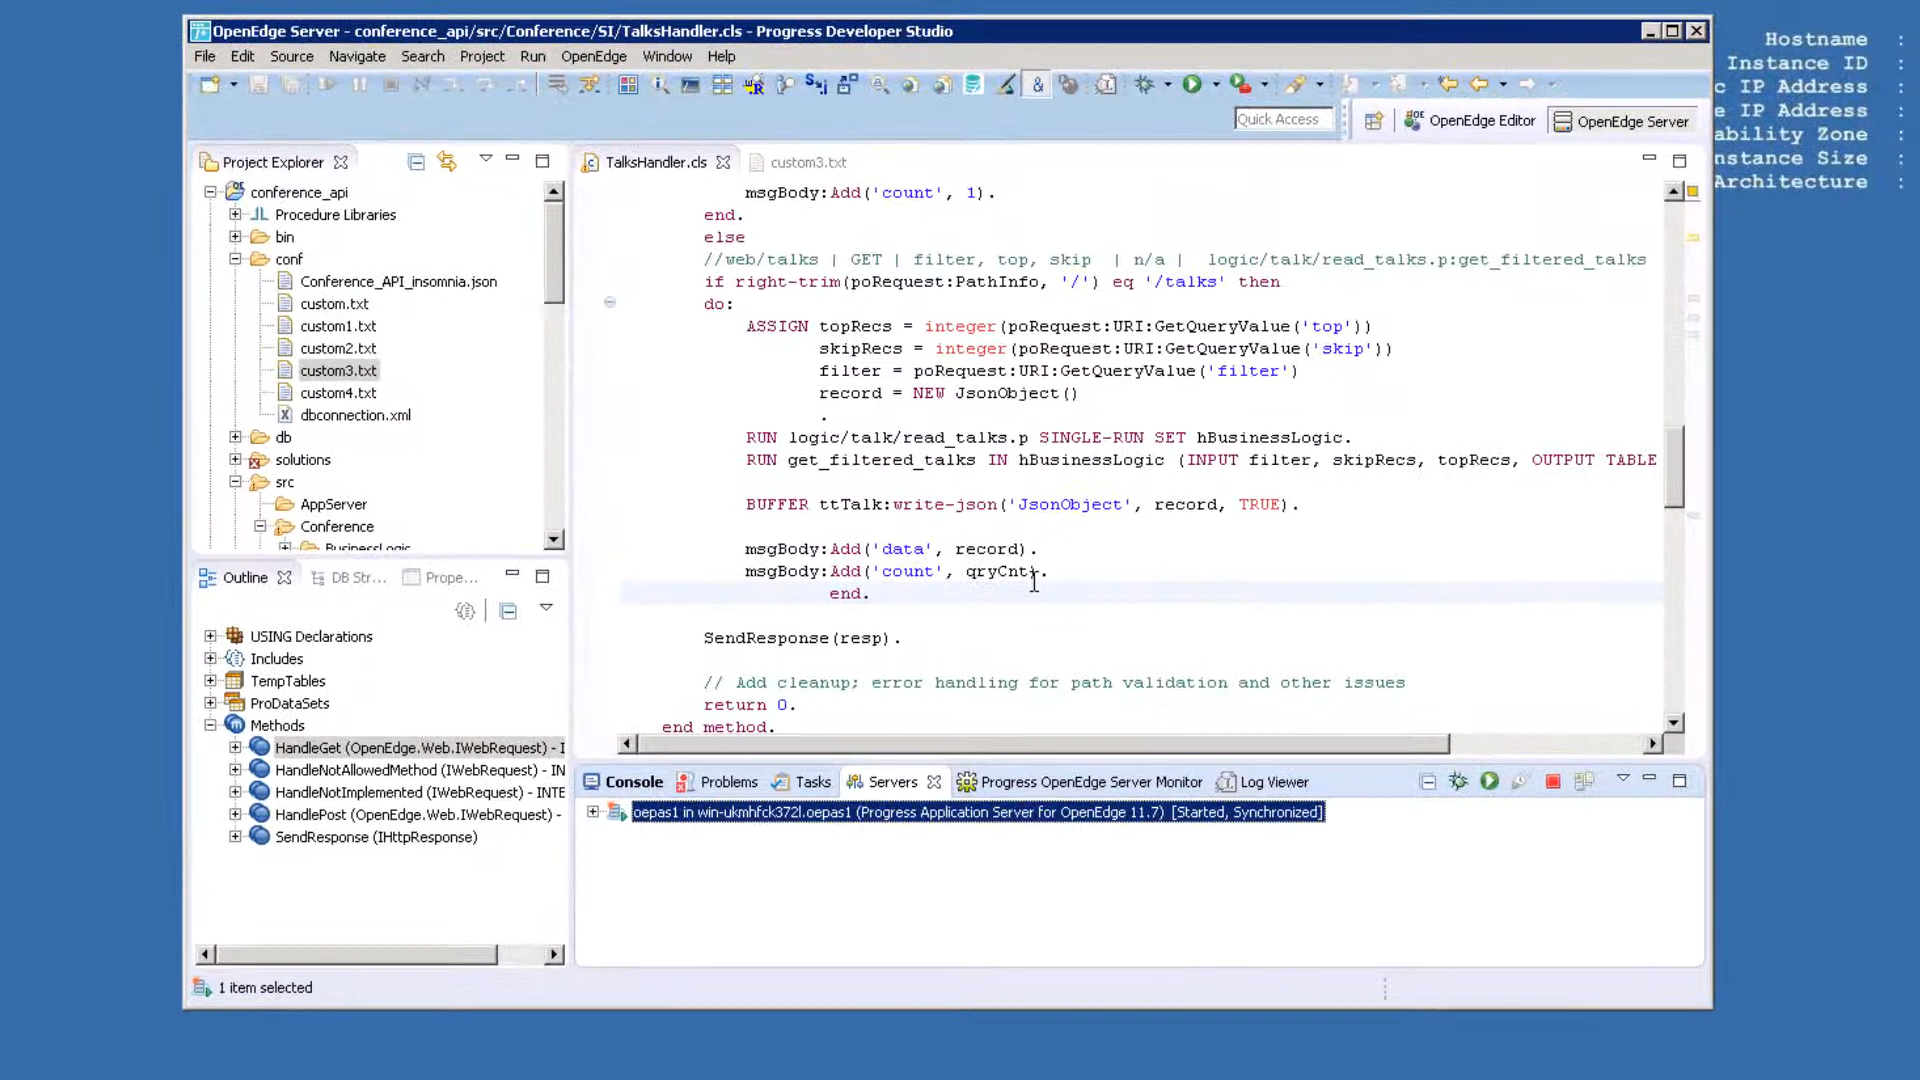 OpenEdge Server - conference_api/src/Conference/SI/TalksHandler.cls - Progress Developer Studio
File Edit Source Navigate Search Project Run OpenEdge Window Help
Quick Access
OpenEdge Editor
OpenEdge Server
Project Explorer
conference_api
Procedure Libraries
bin
conf
Conference_API_insomnia.json
custom.txt
custom1.txt
custom2.txt
custom3.txt
custom4.txt
dbconnection.xml
db
solutions
src
AppServer
Conference
BusinessLogic
Outline
DB Str...
Prope...
USING Declarations
Includes
TempTables
ProDataSets
Methods
HandleGet (OpenEdge.Web.IWebRequest) - I
HandleNotAllowedMethod (IWebRequest) - IN
HandleNotImplemented (IWebRequest) - INTE
HandlePost (OpenEdge.Web.IWebRequest) -
SendResponse (IHttpResponse)
TalksHandler.cls
custom3.txt
msgBody:Add('count', 1).
end.
else
//web/talks | GET | filter, top, skip | n/a | logic/talk/read_talks.p:get_filtered_talks
if right-trim(poRequest:PathInfo, '/') eq '/talks' then
do:
ASSIGN topRecs = integer(poRequest:URI:GetQueryValue('top'))
skipRecs = integer(poRequest:URI:GetQueryValue('skip'))
filter = poRequest:URI:GetQueryValue('filter')
record = NEW JsonObject()
.
RUN logic/talk/read_talks.p SINGLE-RUN SET hBusinessLogic.
RUN get_filtered_talks IN hBusinessLogic (INPUT filter, skipRecs, topRecs, OUTPUT TABLE
BUFFER ttTalk:write-json('JsonObject', record, TRUE).
msgBody:Add('data', record).
msgBody:Add('count', qryCnt).
end.
SendResponse(resp).
// Add cleanup; error handling for path validation and other issues
return 0.
end method.
Console
Problems
Tasks
Servers
Progress OpenEdge Server Monitor
Log Viewer
oepas1 in win-ukmhfck372l.oepas1 (Progress Application Server for OpenEdge 11.7) [Started, Synchronized]
1 item selected
Hostname :
Instance ID :
c IP Address :
e IP Address :
ability Zone :
nstance Size :
Architecture :